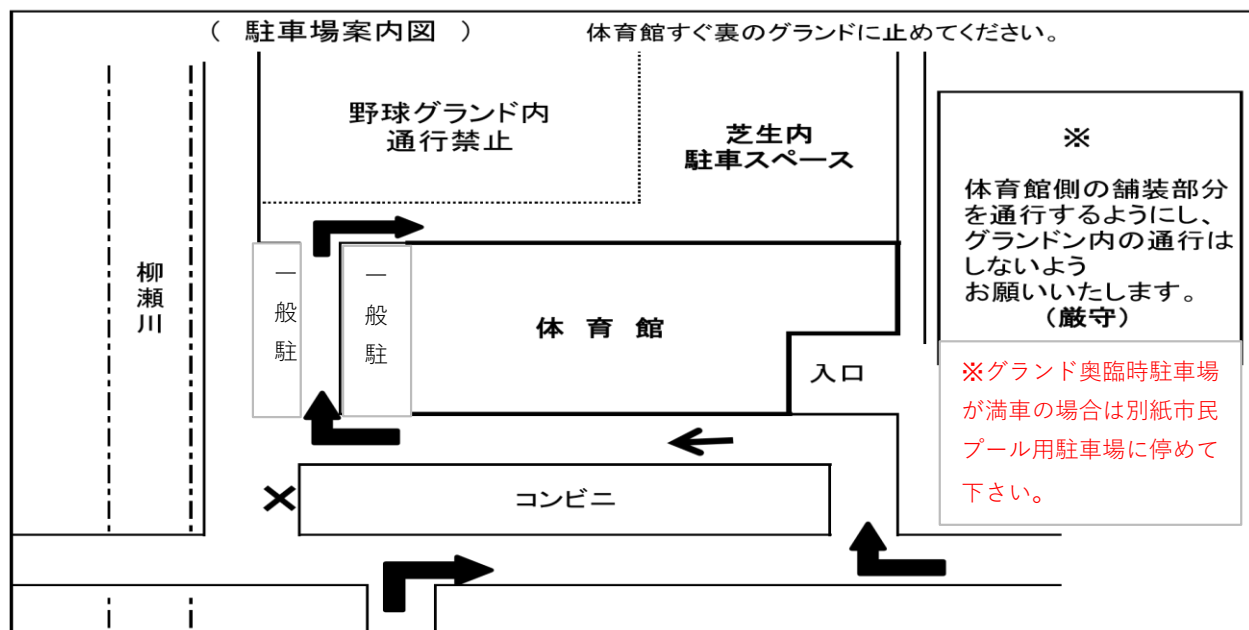 ( 駐車場案内図 )
体育館すぐ裏のグランドに止めてください。
野球グランド内
通行禁止
芝生内
駐車スペース
※
体育館側の舗装部分
を通行するようにし、
グランドン内の通行は
しないよう
お願いいたします。
(厳守)
柳瀬川
一般駐
一般駐
体 育 館
入口
※グランド奥臨時駐車場
が満車の場合は別紙市民
プール用駐車場に停めて
下さい。
コンビニ